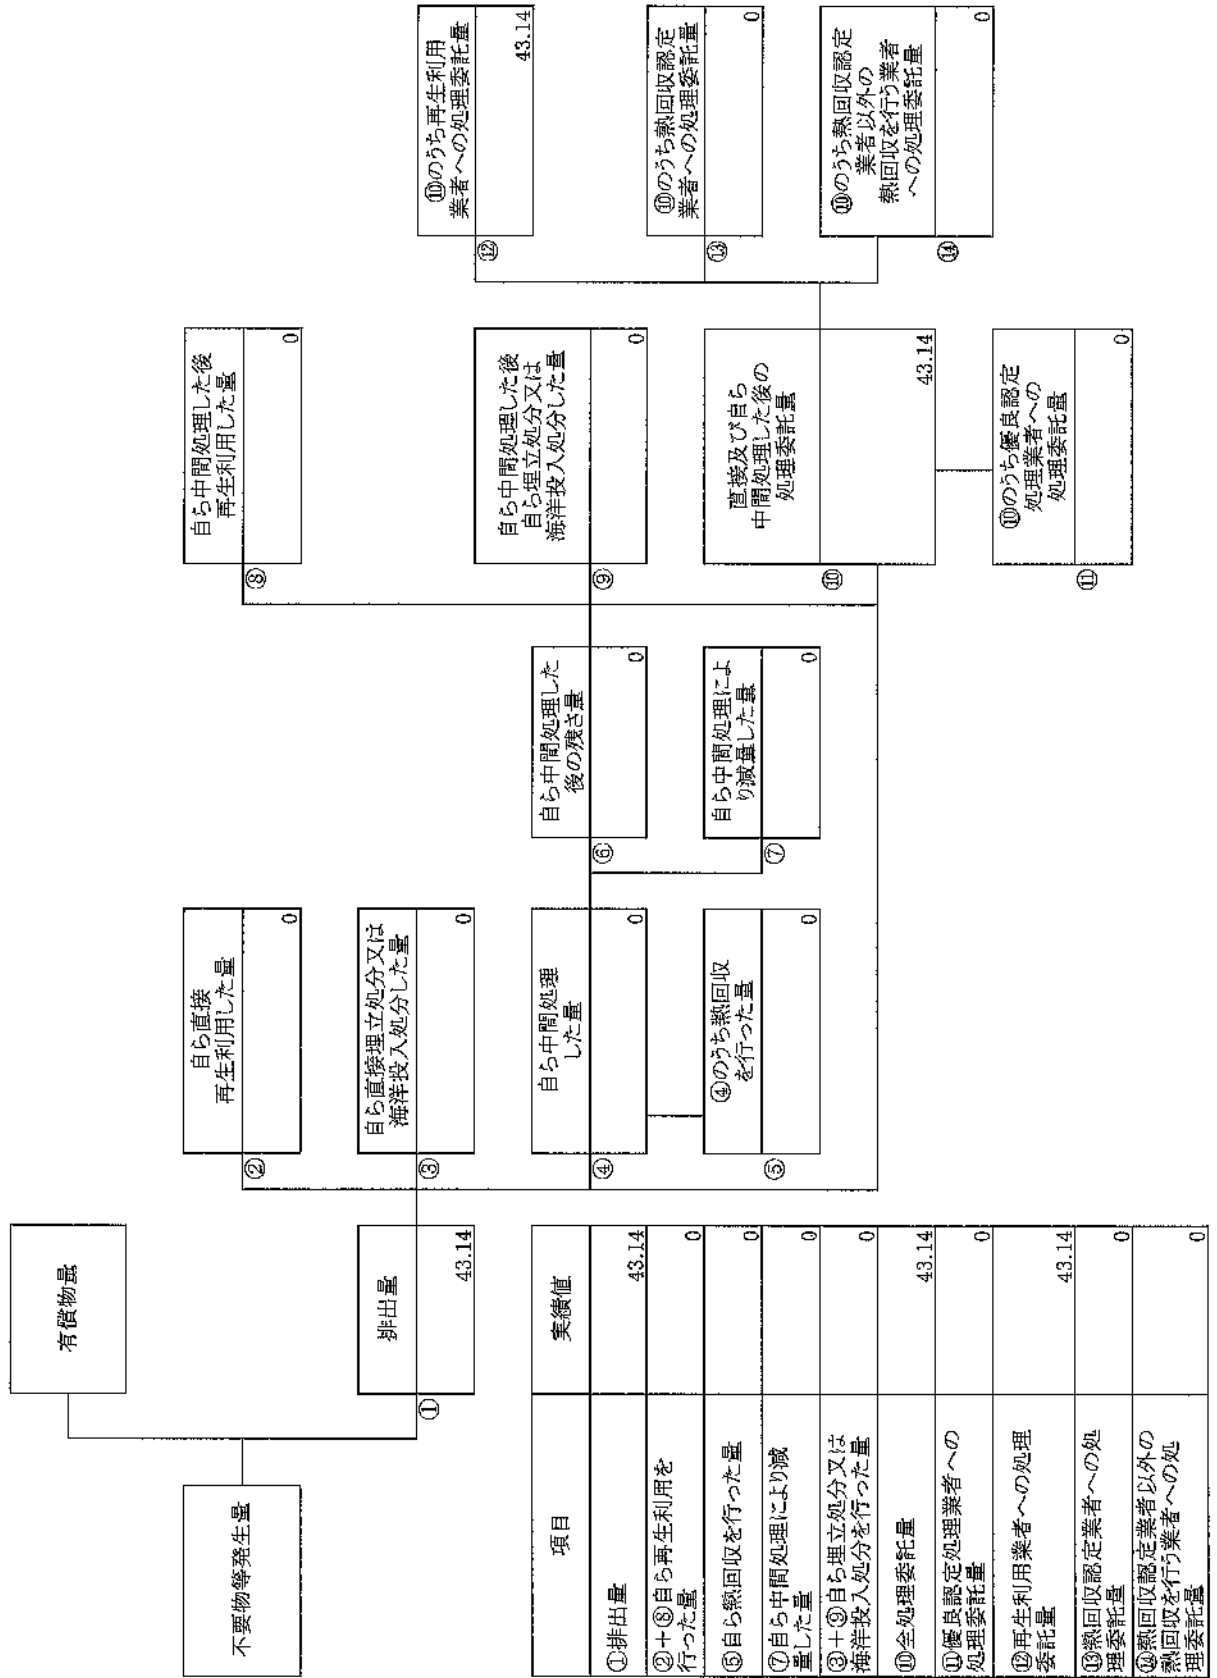 不要物等発生量
有償物量
①
排出量
43.14
②
自ら直接
再生利用した量
0
③
自ら直接埋立処分又は
海洋投入処分した量
0
④
自ら中間処理
した量
0
⑤
④のうち熱回収
を行った量
0
⑥
自ら中間処理した
後の残さ量
0
⑦
自ら中間処理によ
り減量した量
0
⑧
自ら中間処理した後
再生利用した量
0
⑨
自ら中間処理した後
自ら埋立処分又は
海洋投入処分した量
0
⑩
直接及び自ら
中間処理した後の
処理委託量
43.14
⑪
⑩のうち優良認定
処理業者への
処理委託量
0
⑫
⑩のうち再生利用
業者への処理委託量
43.14
⑬
⑩のうち熱回収認定
業者への処理委託量
0
⑭
⑩のうち熱回収認定
業者以外の
熱回収を行う業者
への処理委託量
0
項目
実績値
①排出量
43.14
②+⑧自ら再生利用を
行った量
0
⑤自ら熱回収を行った量
0
⑦自ら中間処理により減
量した量
0
③+⑨自ら埋立処分又は
海洋投入処分を行った量
0
⑩全処理委託量
43.14
⑪優良認定処理業者への
処理委託量
0
⑫再生利用業者への処理
委託量
43.14
⑬熱回収認定業者への処
理委託量
0
⑭熱回収認定業者以外の
熱回収を行う業者への処
理委託量
0